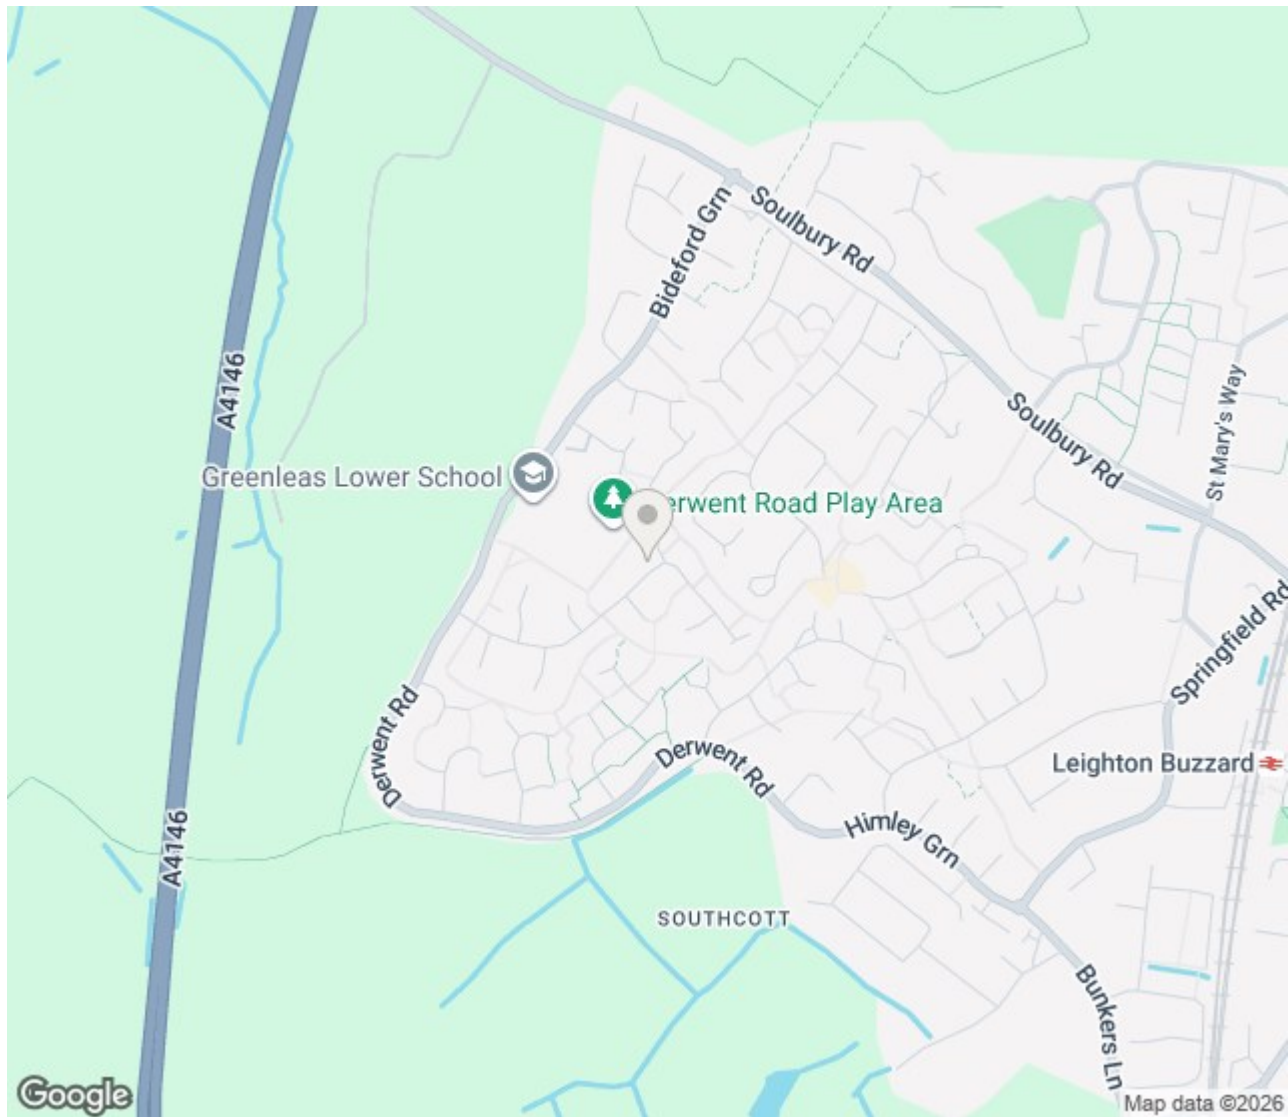 Soulbury Rd
Bideford Grn
A4146
Soulbury Rd
St Mary's Way
Greenleas Lower School
erwent Road Play Area
Springfield Rd
Derwent Rd
Derwent Rd
Leighton Buzzard
Himley Grn
A4146
SOUTHCOTT
Bunkers Ln
Google
Map data ©2026